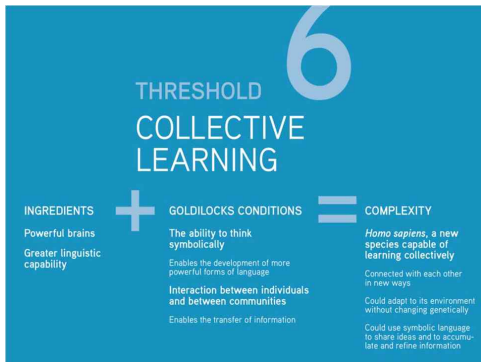 6
THRESHOLD
COLLECTIVE
LEARNING
+
=
INGREDIENTS
Powerful brains
Greater linguistic
capability
GOLDILOCKS CONDITIONS
The ability to think
symbolically
Enables the development of more
powerful forms of language
Interaction between individuals
and between communities
Enables the transfer of information
COMPLEXITY
Homo sapiens, a new
species capable of
learning collectively
Connected with each other
in new ways
Could adapt to its environment
without changing genetically
Could use symbolic language
to share ideas and to accumu-
late and refine information